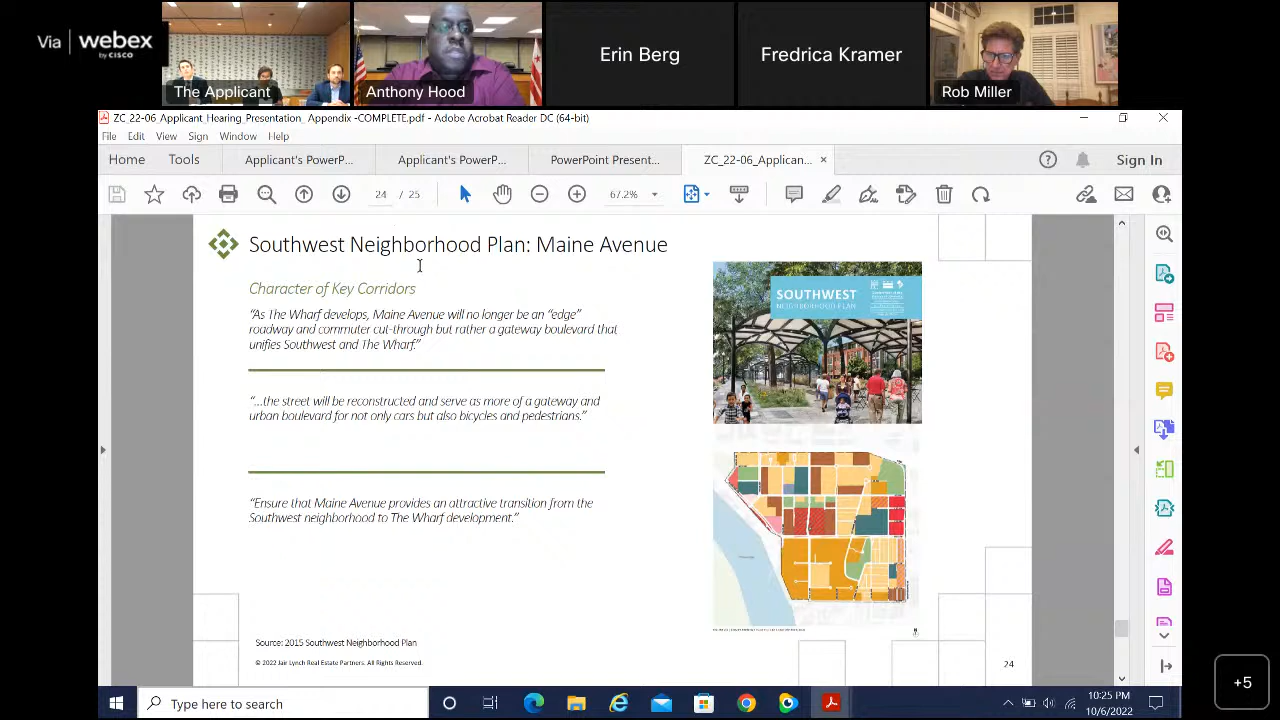 Via webex
by CISCO
The Applicant
Anthony Hood
Erin Berg
Fredrica Kramer
Rob Miller
ZC_22-06_Applicant_Hearing_Presentation_ Appendix -COMPLETE.pdf - Adobe Acrobat Reader DC (64-bit)
File Edit View Sign Window Help
Home Tools Applicant's PowerP... Applicant's PowerP... PowerPoint Present... ZC_22-06_Applican... × Sign In
24 / 25 67.2%
Southwest Neighborhood Plan: Maine Avenue
Character of Key Corridors
“As the Wharf develops, Maine Avenue will no longer be an “edge”
roadway and commuter cut-through but rather a gateway boulevard that
unifies Southwest and The Wharf.”
“...the street will be reconstructed and serve as more of a gateway and
urban boulevard for not only cars but also bicycles and pedestrians.”
“Ensure that Maine Avenue provides an attractive transition from the
Southwest neighborhood to The Wharf development.”
SOUTHWEST
NEIGHBORHOOD PLAN
Source: 2015 Southwest Neighborhood Plan
© 2022 Jair Lynch Real Estate Partners. All Rights Reserved.
24
+5
Type here to search
10:25 PM
10/6/2022